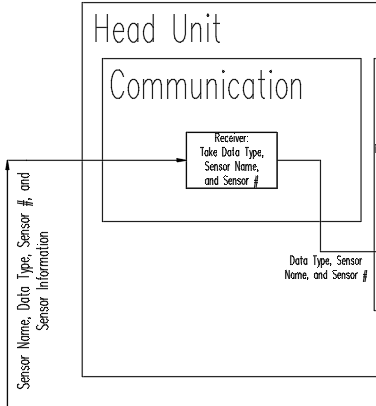 Head Unit
Communication
Receiver:
Take Data Type,
Sensor Name,
and Sensor #
Sensor Name, Data Type, Sensor #, and
Sensor Information
Data Type, Sensor
Name, and Sensor #